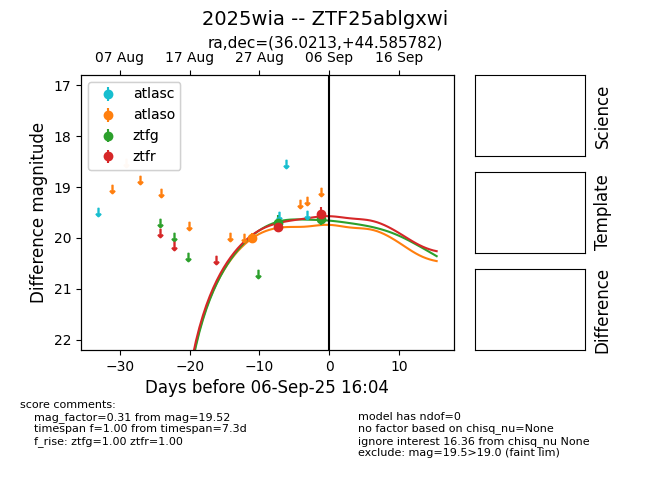 2025wia -- ZTF25ablgxwi
ra,dec=(36.0213,+44.585782)
07 Aug 17 Aug 27 Aug 06 Sep 16 Sep
atlasc
atlaso
ztfg
ztfr
17
18
19
20
21
22
Difference magnitude
−30 −20 −10 0 10
Days before 06-Sep-25 16:04
Science
Template
Difference
score comments:
mag_factor=0.31 from mag=19.52
timespan f=1.00 from timespan=7.3d
f_rise: ztfg=1.00 ztfr=1.00
model has ndof=0
no factor based on chisq_nu=None
ignore interest 16.36 from chisq_nu None
exclude: mag=19.5>19.0 (faint lim)